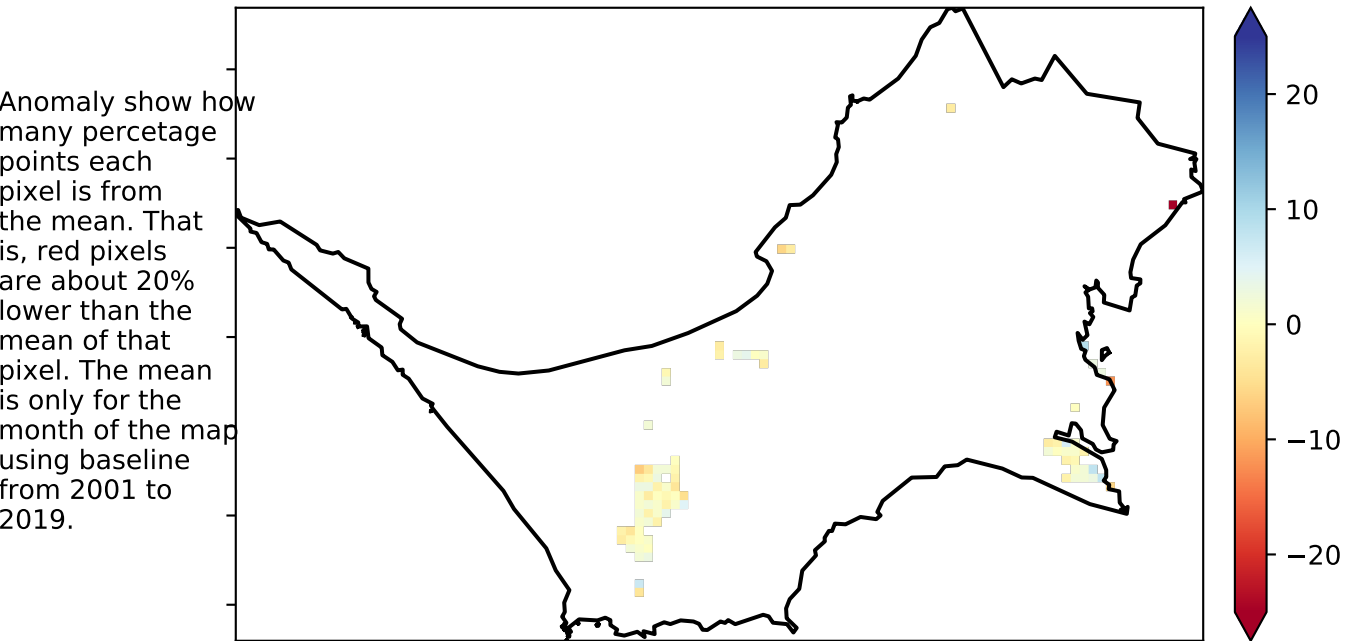 Anomaly show how
many percetage
points each
pixel is from
the mean. That
is, red pixels
are about 20%
lower than the
mean of that
pixel. The mean
is only for the
month of the map
using baseline
from 2001 to
2019.
20
10
0
−10
−20